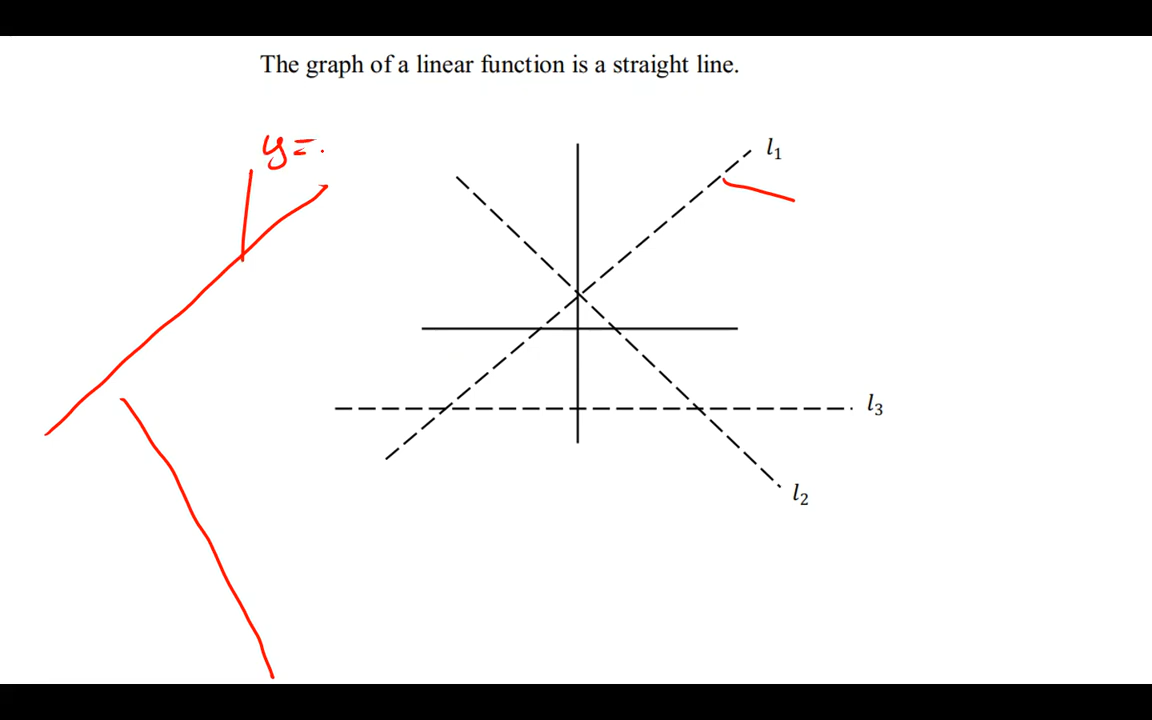 The graph of a linear function is a straight line.
y=.
l₁
l₃
l₂